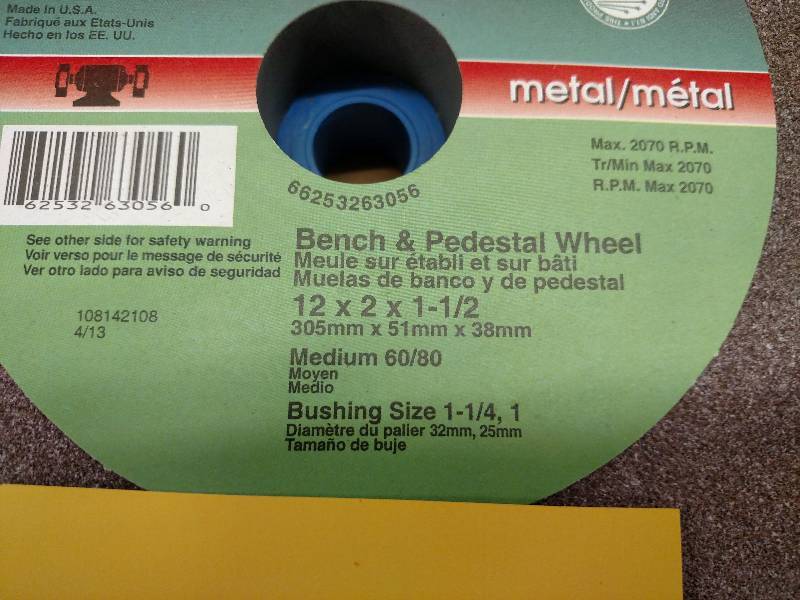 Made in U.S.A.
Fabriqué aux Etats-Unis
Hecho en los EE. UU.
metal/métal
Max. 2070 R.P.M.
Tr/Min Max 2070
R.P.M. Max 2070
62532 63056 0
66253263056
See other side for safety warning
Voir verso pour le message de sécurité
Ver otro lado para aviso de seguridad
108142108
4/13
Bench & Pedestal Wheel
Meule sur établi et sur bâti
Muelas de banco y de pedestal
12 x 2 x 1-1/2
305mm x 51mm x 38mm
Medium 60/80
Moyen
Medio
Bushing Size 1-1/4, 1
Diamètre du palier 32mm, 25mm
Tamaño de buje